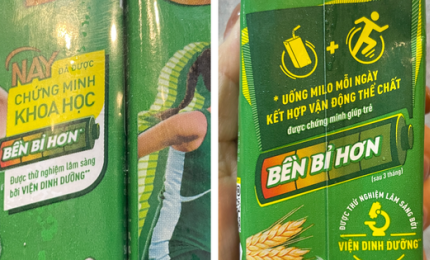 NAY ĐÃ ĐƯỢC
CHỨNG MINH
KHOA HỌC
BỀN BỈ HƠN*
Được thử nghiệm lâm sàng
bởi VIỆN DINH DƯỠNG**
+
* UỐNG MILO MỖI NGÀY
KẾT HỢP VẬN ĐỘNG THỂ CHẤT
được chứng minh giúp trẻ
BỀN BỈ HƠN
(sau 3 tháng)
ĐƯỢC THỬ NGHIỆM LÂM SÀNG BỞI
VIỆN DINH DƯỠNG